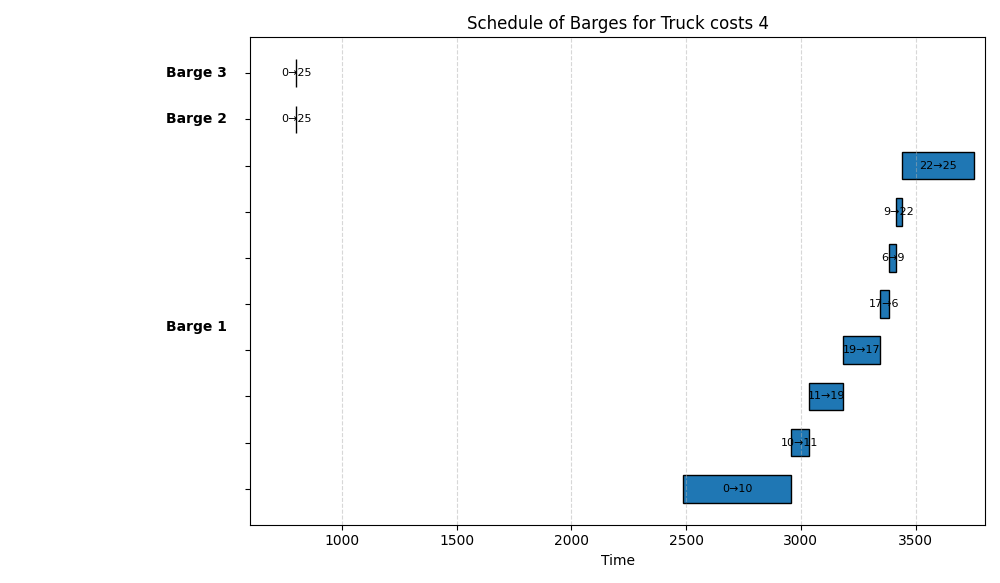 Schedule of Barges for Truck costs 4
Barge 3
0→25
Barge 2
0→25
22→25
9→22
6→9
17→6
Barge 1
19→17
11→19
10→11
0→10
1000 1500 2000 2500 3000 3500
Time